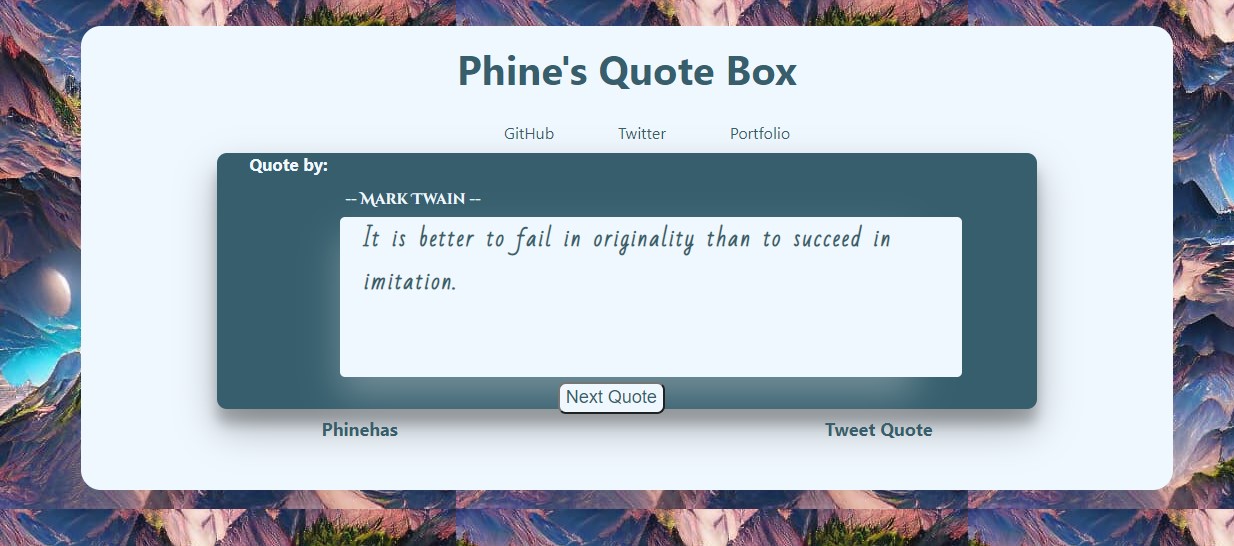 Phine's Quote Box
GitHub Twitter Portfolio
Quote by:
-- Mark Twain --
It is better to fail in originality than to succeed in
imitation.
Next Quote
Phinehas Tweet Quote